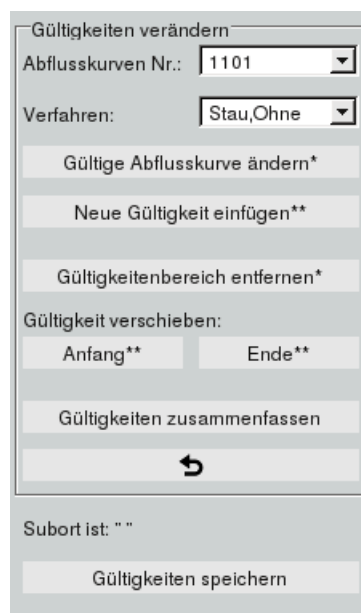 Gültigkeiten verändern
Abflusskurven Nr.: 1101
Verfahren: Stau,Ohne
Gültige Abflusskurve ändern*
Neue Gültigkeit einfügen**
Gültigkeitenbereich entfernen*
Gültigkeit verschieben:
Anfang** Ende**
Gültigkeiten zusammenfassen
Subort ist: " "
Gültigkeiten speichern